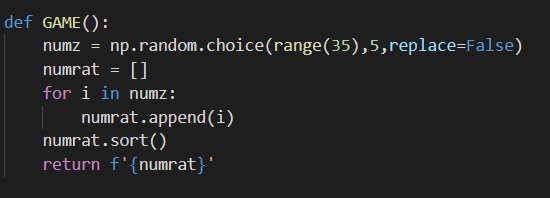 def GAME():
    numz = np.random.choice(range(35),5,replace=False)
    numrat = []
    for i in numz:
        numrat.append(i)
    numrat.sort()
    return f'{numrat}'